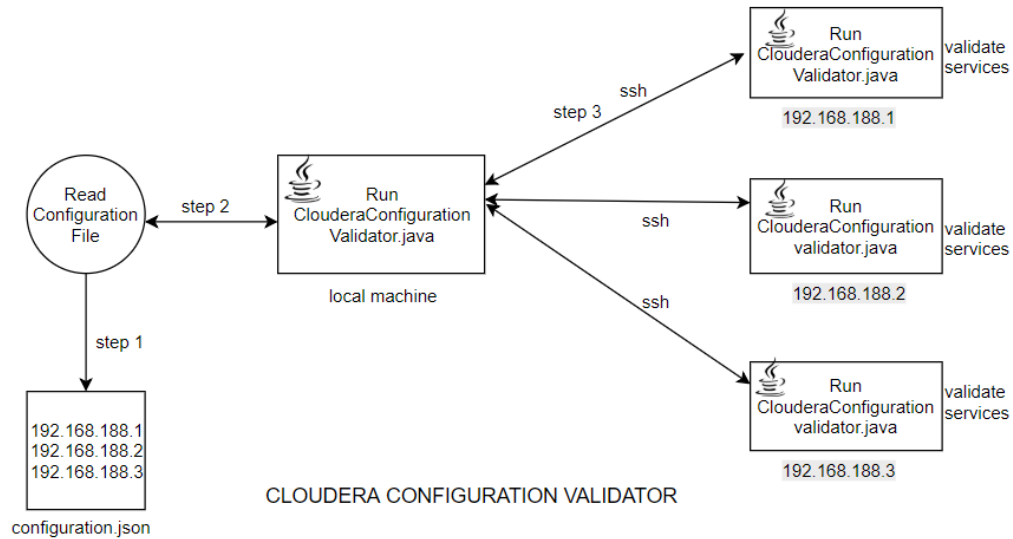 Read
Configuration
File
step 1
192.168.188.1
192.168.188.2
192.168.188.3
configuration.json
step 2
Run
ClouderaConfiguration
Validator.java
local machine
step 3
ssh
ssh
ssh
Run
ClouderaConfiguration
Validator.java
validate
services
192.168.188.1
Run
ClouderaConfiguration
validator.java
validate
services
192.168.188.2
Run
ClouderaConfiguration
validator.java
validate
services
192.168.188.3
CLOUDERA CONFIGURATION VALIDATOR